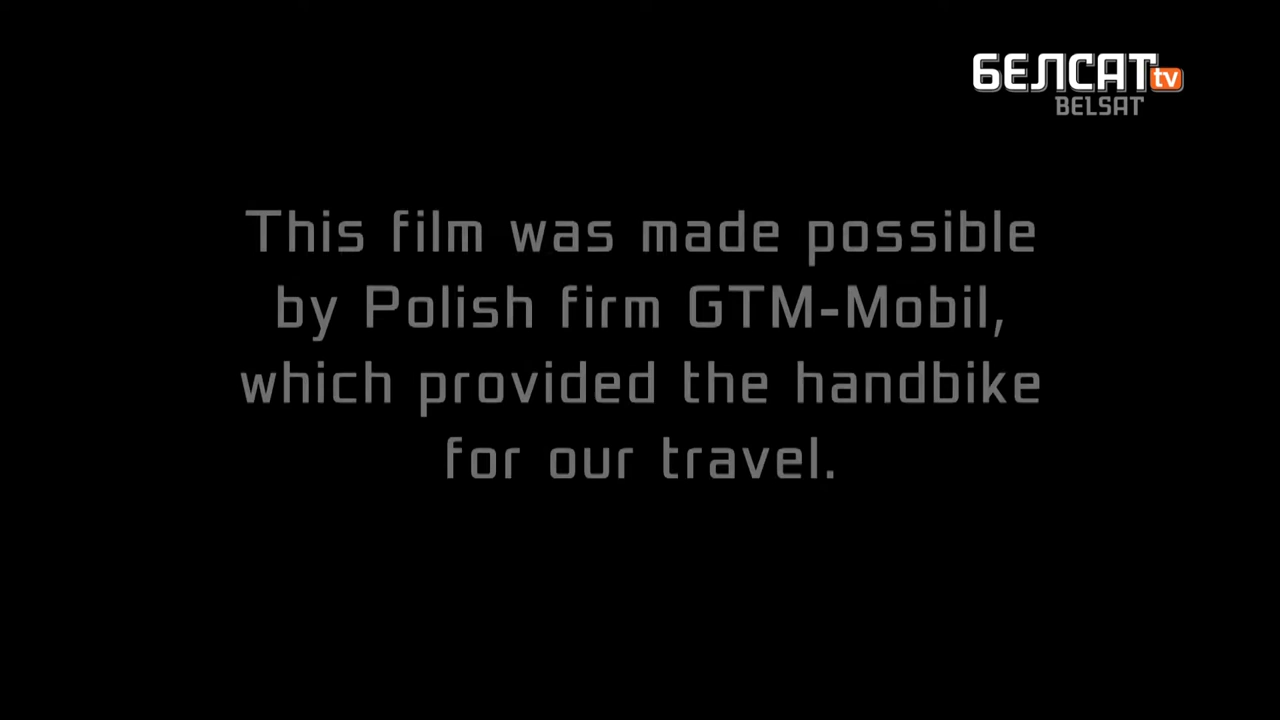 БЕЛСАТ tv
BELSAT
This film was made possible
by Polish firm GTM-Mobil,
which provided the handbike
for our travel.